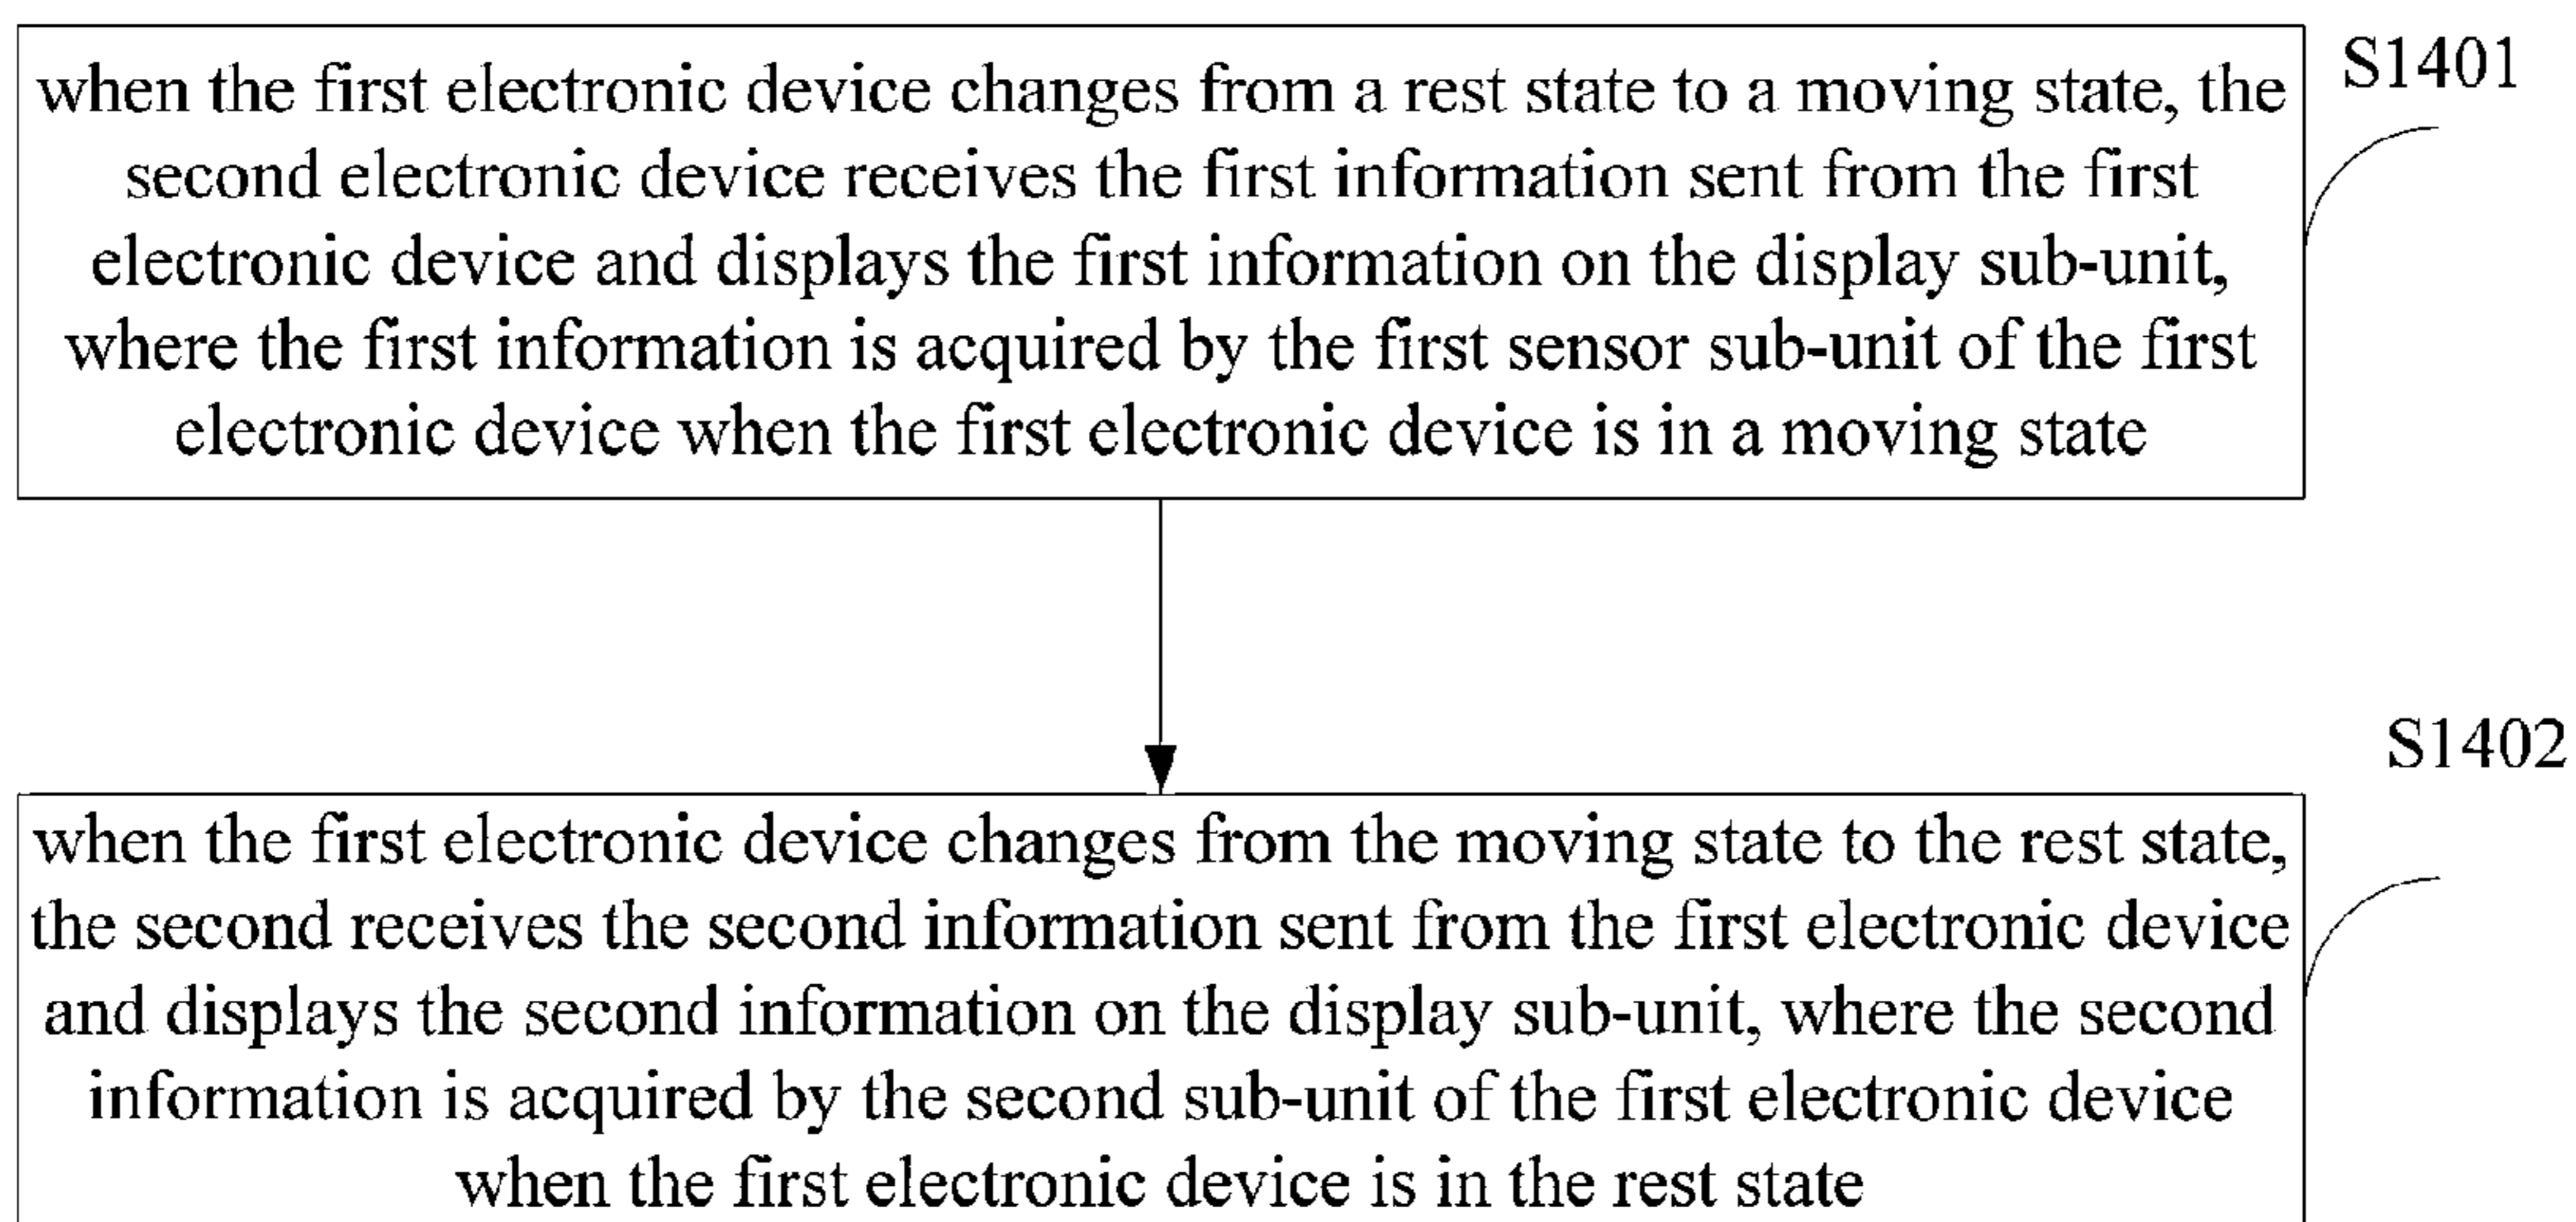 when the first electronic device changes from a rest state to a moving state, the
second electronic device receives the first information sent from the first
electronic device and displays the first information on the display sub-unit,
where the first information is acquired by the first sensor sub-unit of the first
electronic device when the first electronic device is in a moving state
S1401
S1402
when the first electronic device changes from the moving state to the rest state,
the second receives the second information sent from the first electronic device
and displays the second information on the display sub-unit, where the second
information is acquired by the second sub-unit of the first electronic device
when the first electronic device is in the rest state